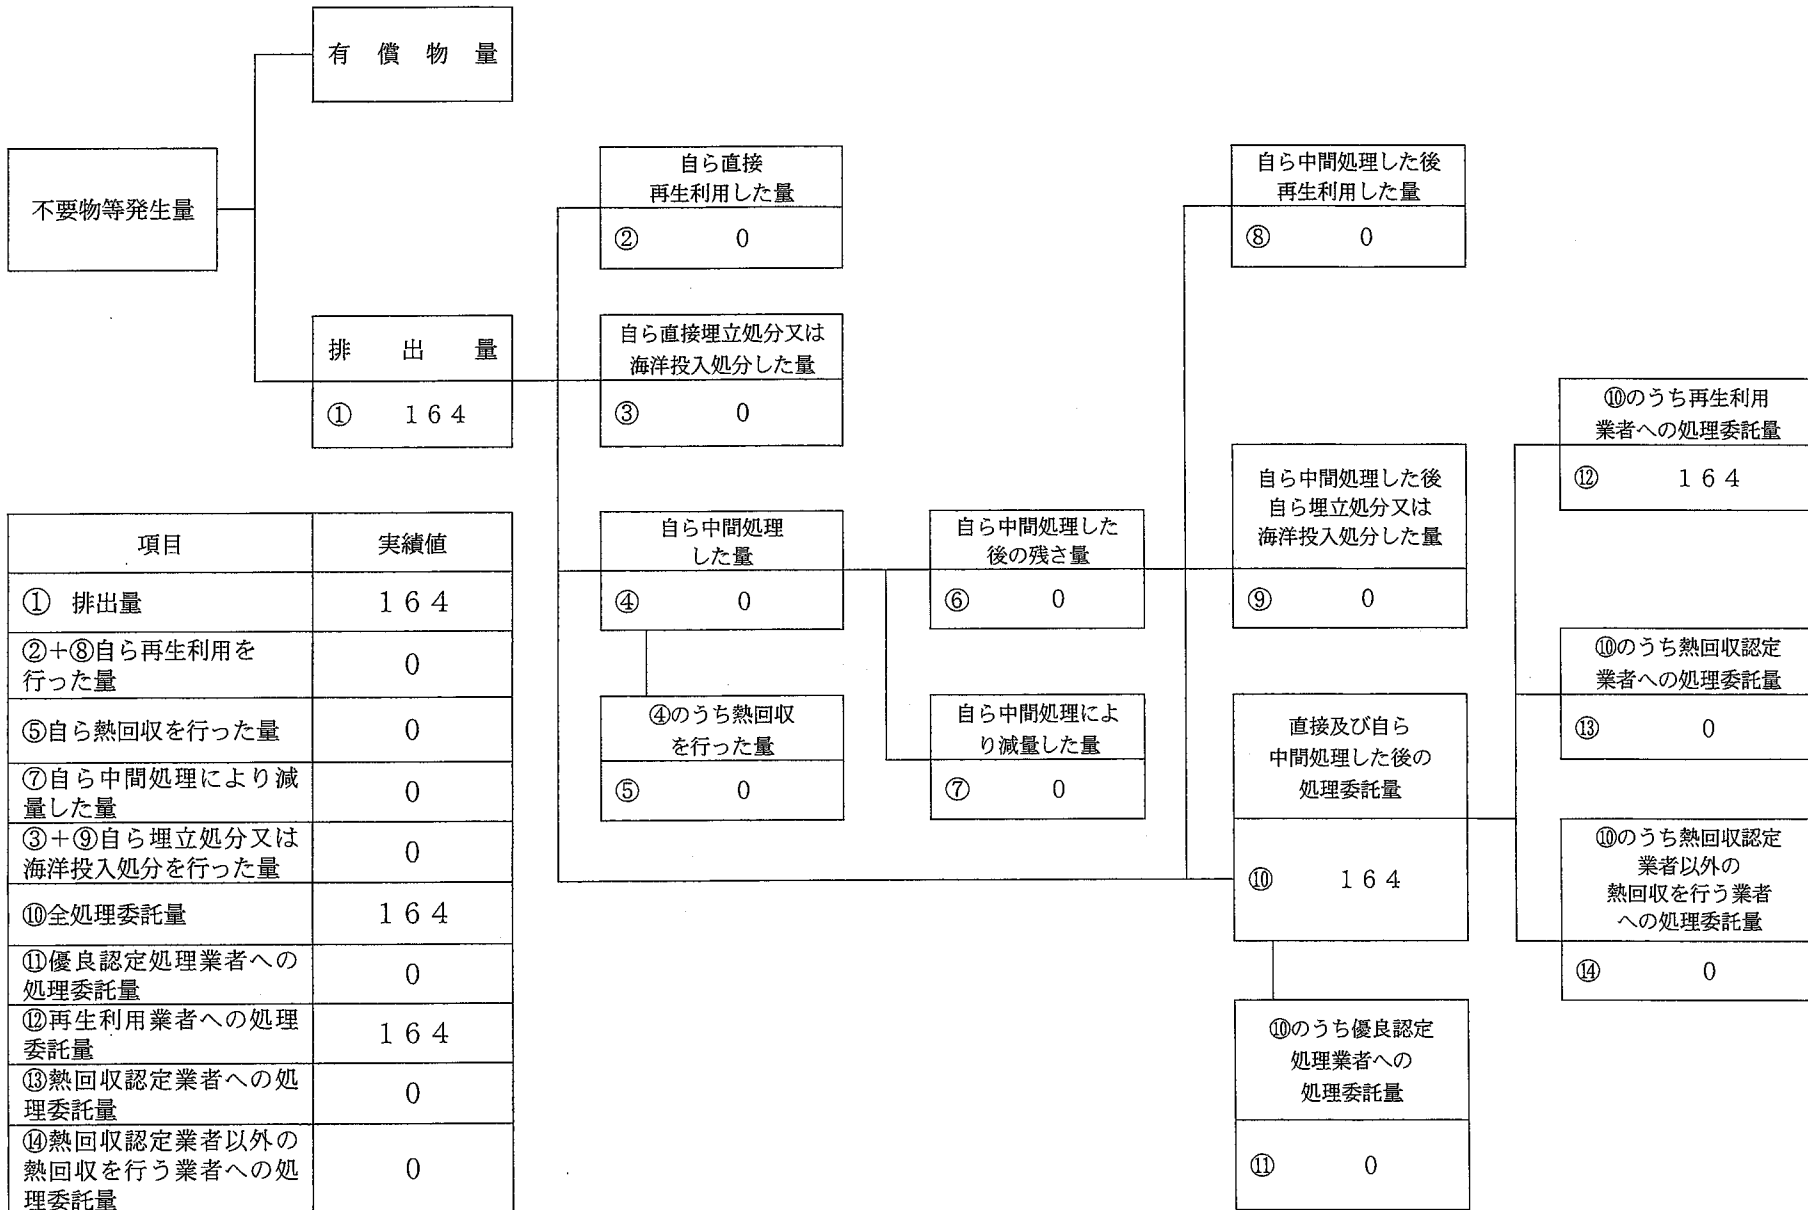 有償物量
不要物等発生量
排出量
① 164
自ら直接
再生利用した量
② 0
自ら直接埋立処分又は
海洋投入処分した量
③ 0
自ら中間処理
した量
④ 0
④のうち熱回収
を行った量
⑤ 0
自ら中間処理した
後の残さ量
⑥ 0
自ら中間処理によ
り減量した量
⑦ 0
自ら中間処理した後
再生利用した量
⑧ 0
自ら中間処理した後
自ら埋立処分又は
海洋投入処分した量
⑨ 0
直接及び自ら
中間処理した後の
処理委託量
⑩ 164
⑩のうち優良認定
処理業者への
処理委託量
⑪ 0
⑩のうち再生利用
業者への処理委託量
⑫ 164
⑩のうち熱回収認定
業者への処理委託量
⑬ 0
⑩のうち熱回収認定
業者以外の
熱回収を行う業者
への処理委託量
⑭ 0
項目 実績値
① 排出量 164
②+⑧自ら再生利用を
行った量 0
⑤自ら熱回収を行った量 0
⑦自ら中間処理により減
量した量 0
③+⑨自ら埋立処分又は
海洋投入処分を行った量 0
⑩全処理委託量 164
⑪優良認定処理業者への
処理委託量 0
⑫再生利用業者への処理
委託量 164
⑬熱回収認定業者への処
理委託量 0
⑭熱回収認定業者以外の
熱回収を行う業者への処
理委託量 0